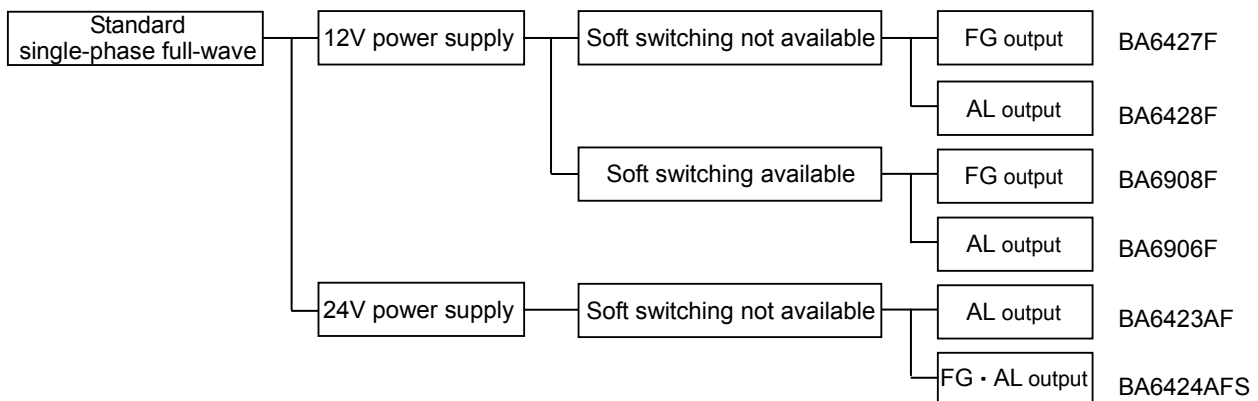 Standard
single-phase full-wave
12V power supply
Soft switching not available
FG output
BA6427F
AL output
BA6428F
Soft switching available
FG output
BA6908F
AL output
BA6906F
24V power supply
Soft switching not available
AL output
BA6423AF
FG・AL output
BA6424AFS